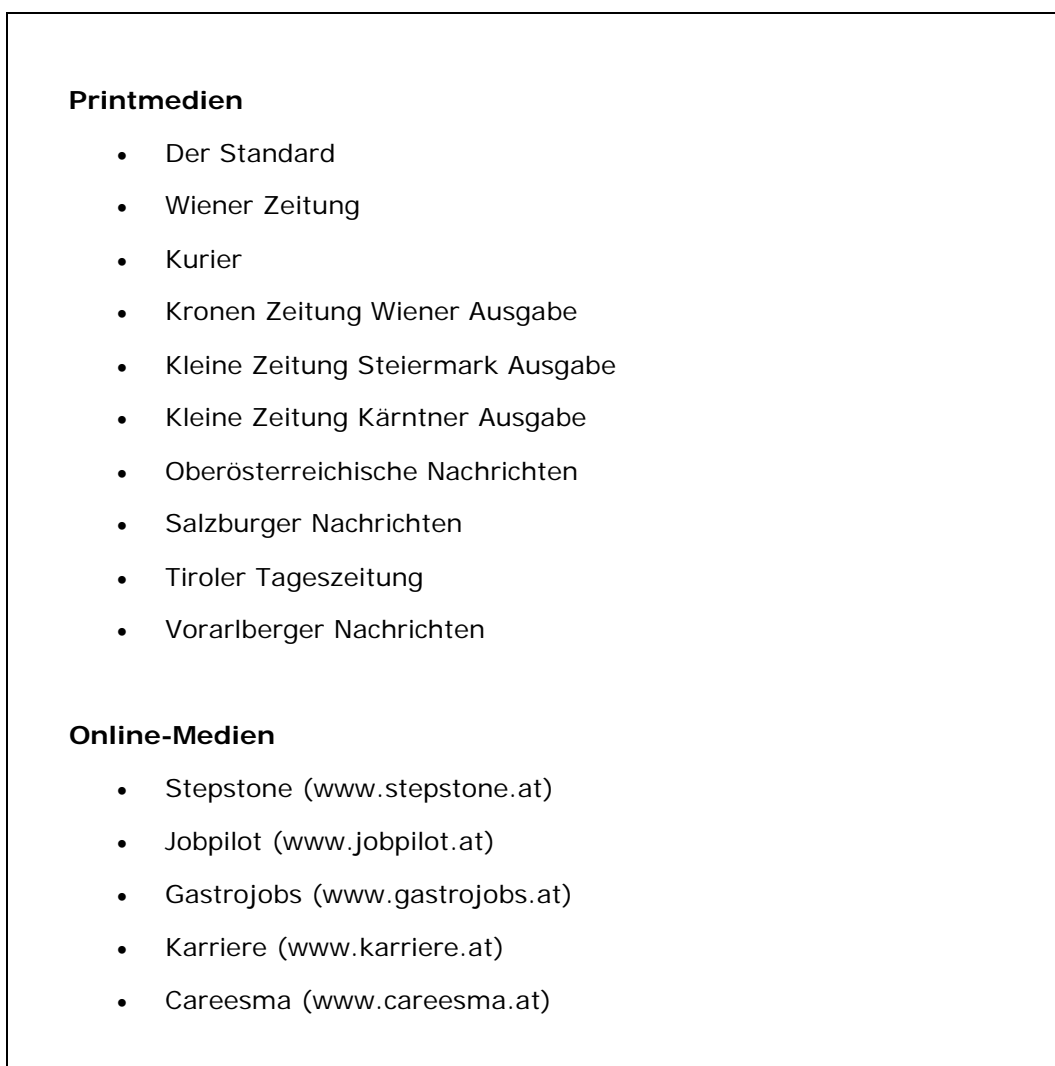 Printmedien
• Der Standard
• Wiener Zeitung
• Kurier
• Kronen Zeitung Wiener Ausgabe
• Kleine Zeitung Steiermark Ausgabe
• Kleine Zeitung Kärntner Ausgabe
• Oberösterreichische Nachrichten
• Salzburger Nachrichten
• Tiroler Tageszeitung
• Vorarlberger Nachrichten
Online-Medien
• Stepstone (www.stepstone.at)
• Jobpilot (www.jobpilot.at)
• Gastrojobs (www.gastrojobs.at)
• Karriere (www.karriere.at)
• Careesma (www.careesma.at)